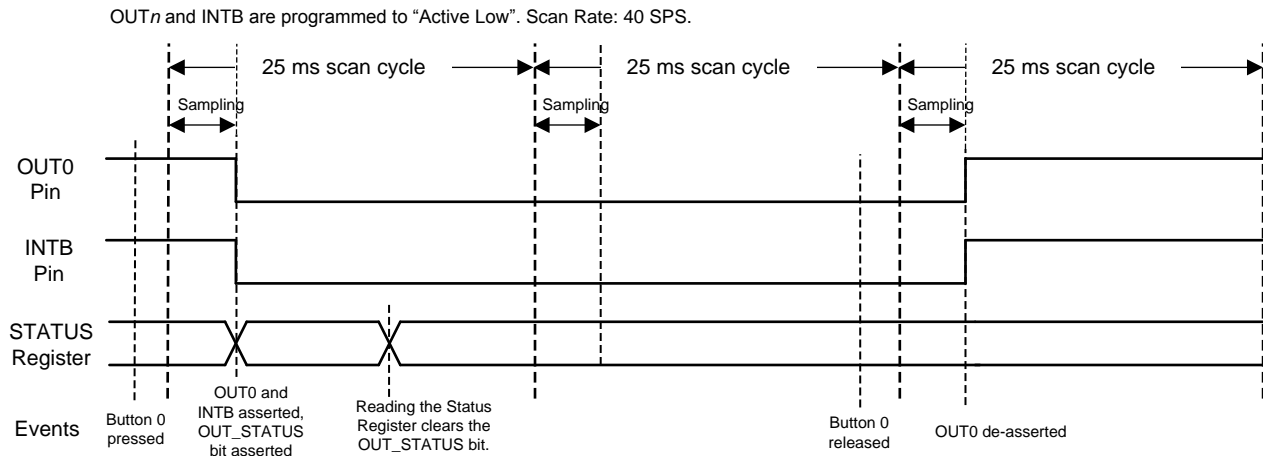 OUTn and INTB are programmed to “Active Low”. Scan Rate: 40 SPS.
25 ms scan cycle
25 ms scan cycle
25 ms scan cycle
Sampling
Sampling
Sampling
OUT0
Pin
INTB
Pin
STATUS
Register
Events
Button 0
pressed
OUT0 and
INTB asserted,
OUT_STATUS
bit asserted
Reading the Status
Register clears the
OUT_STATUS bit.
Button 0
released
OUT0 de-asserted